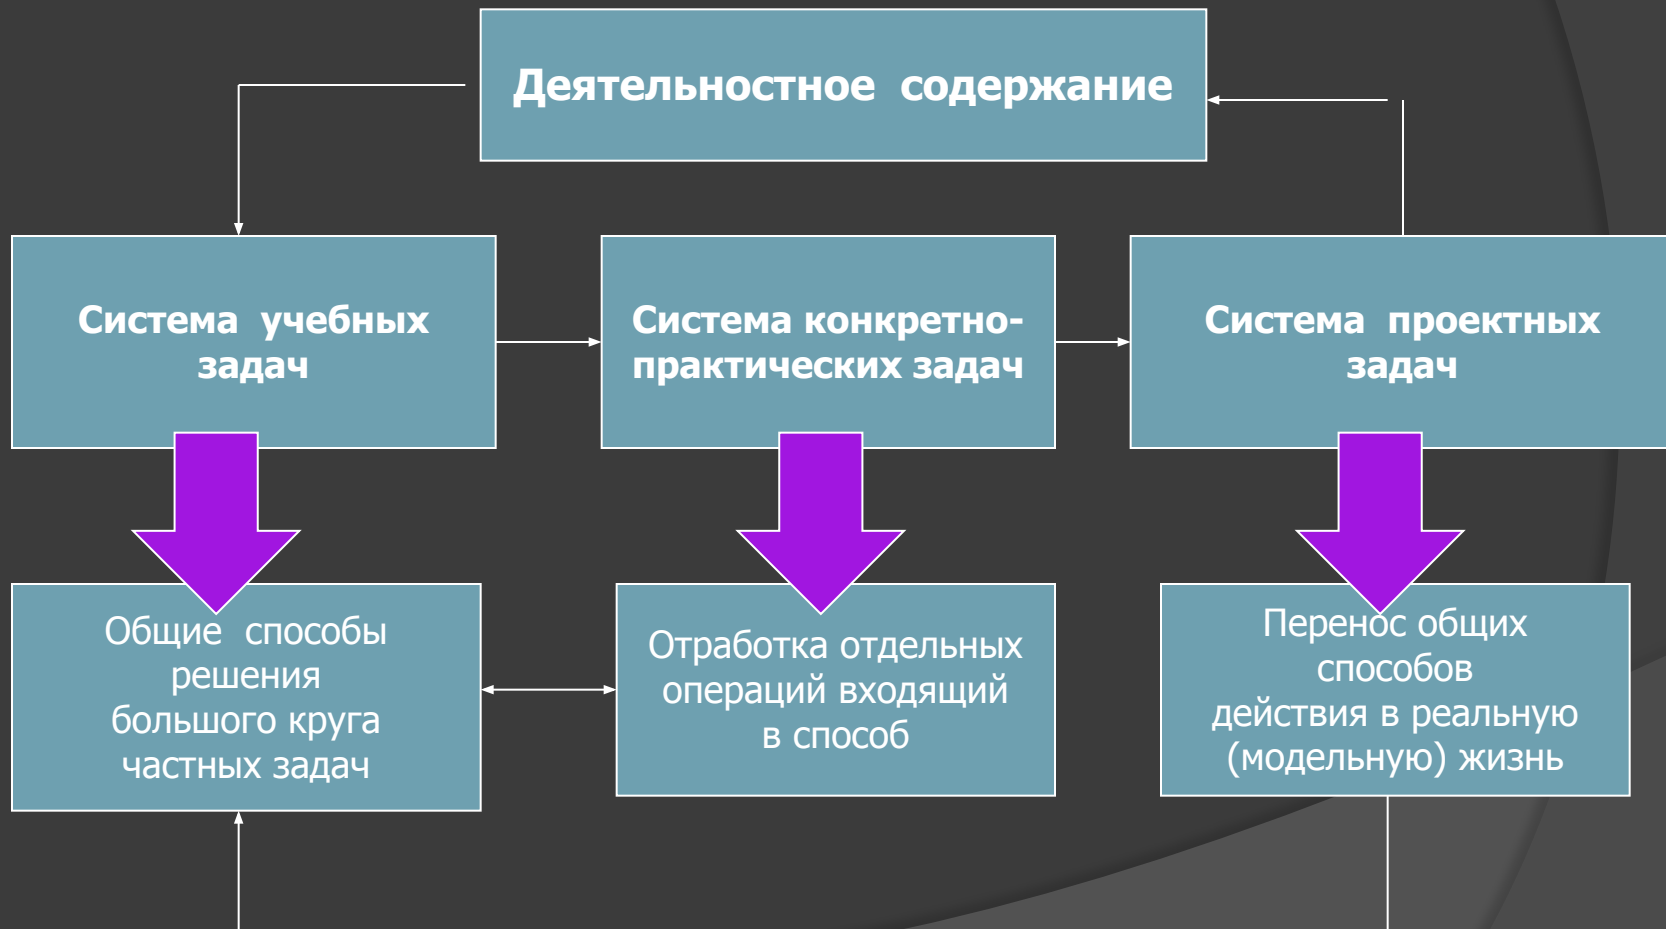 Деятельностное содержание
Система учебных
задач
Система конкретно-
практических задач
Система проектных
задач
Общие способы
решения
большого круга
частных задач
Отработка отдельных
операций входящий
в способ
Перенос общих
способов
действия в реальную
(модельную) жизнь